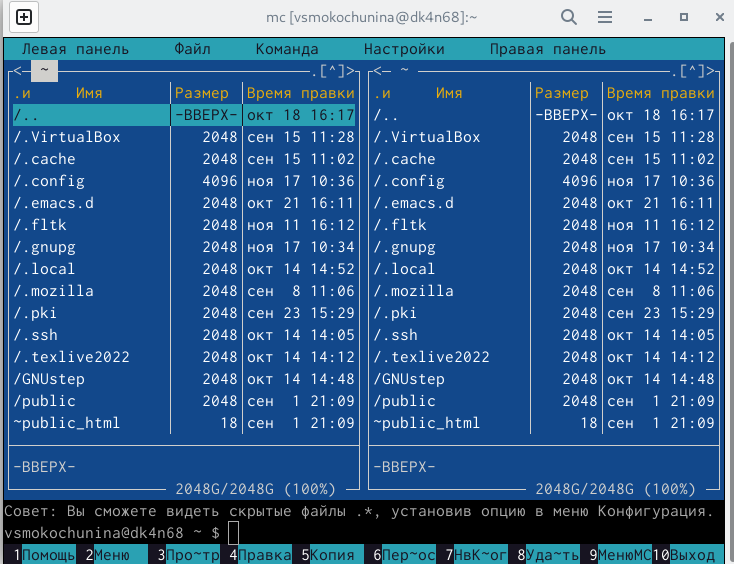 mc [vsmokochunina@dk4n68]:~
Левая панель Файл Команда Настройки Правая панель
<— ~ .[^]> <— ~ .[^]>
.и Имя Размер Время правки .и Имя Размер Время правки
/.. -ВВЕРХ- окт 18 16:17 /.. -ВВЕРХ- окт 18 16:17
/.VirtualBox 2048 сен 15 11:28 /.VirtualBox 2048 сен 15 11:28
/.cache 2048 сен 15 11:02 /.cache 2048 сен 15 11:02
/.config 4096 ноя 17 10:36 /.config 4096 ноя 17 10:36
/.emacs.d 2048 окт 21 16:11 /.emacs.d 2048 окт 21 16:11
/.fltk 2048 ноя 11 16:12 /.fltk 2048 ноя 11 16:12
/.gnupg 2048 ноя 17 10:34 /.gnupg 2048 ноя 17 10:34
/.local 2048 окт 14 14:52 /.local 2048 окт 14 14:52
/.mozilla 2048 сен 8 11:06 /.mozilla 2048 сен 8 11:06
/.pki 2048 сен 23 15:29 /.pki 2048 сен 23 15:29
/.ssh 2048 окт 14 14:05 /.ssh 2048 окт 14 14:05
/.texlive2022 2048 окт 14 14:12 /.texlive2022 2048 окт 14 14:12
/GNUstep 2048 окт 14 14:48 /GNUstep 2048 окт 14 14:48
/public 2048 сен 1 21:09 /public 2048 сен 1 21:09
~public_html 18 сен 1 21:09 ~public_html 18 сен 1 21:09
-ВВЕРХ- -ВВЕРХ-
2048G/2048G (100%) 2048G/2048G (100%)
Совет: Вы сможете видеть скрытые файлы .*, установив опцию в меню Конфигурация.
vsmokochunina@dk4n68 ~ $
1Помощь 2Меню 3Про~тр 4Правка 5Копия 6Пер~ос 7НвК~ог 8Уда~ть 9МенюМС 10Выход